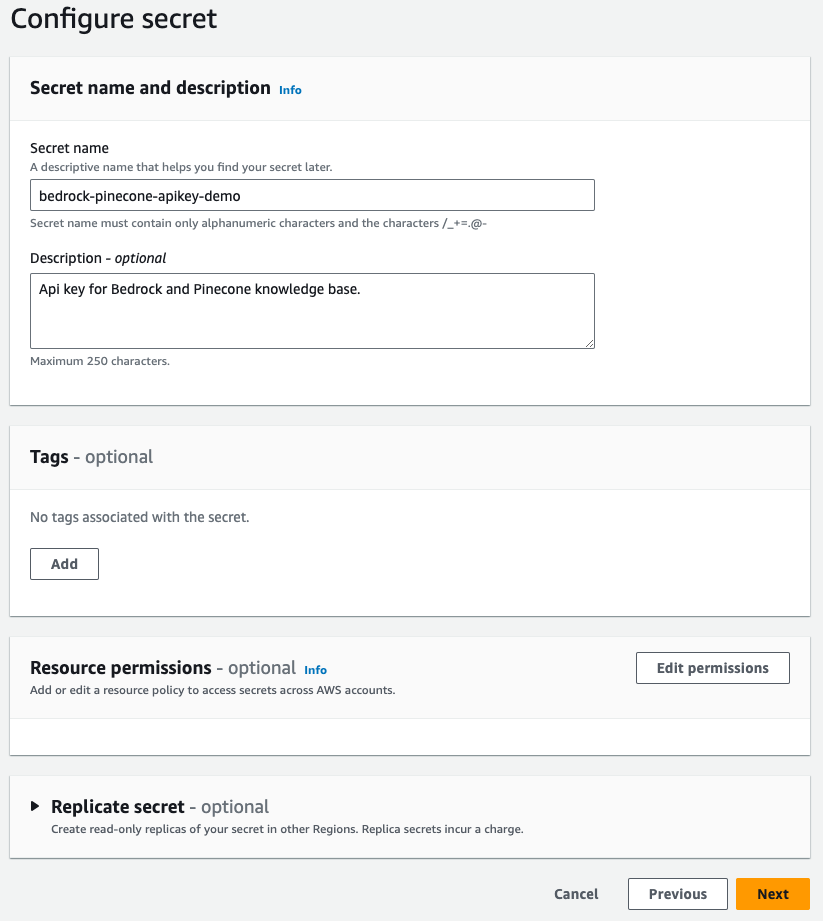 Configure secret
Secret name and description Info
Secret name
A descriptive name that helps you find your secret later.
bedrock-pinecone-apikey-demo
Secret name must contain only alphanumeric characters and the characters /_+=.@-
Description - optional
Api key for Bedrock and Pinecone knowledge base.
Maximum 250 characters.
Tags - optional
No tags associated with the secret.
Add
Resource permissions - optional Info
Edit permissions
Add or edit a resource policy to access secrets across AWS accounts.
Replicate secret - optional
Create read-only replicas of your secret in other Regions. Replica secrets incur a charge.
Cancel Previous Next